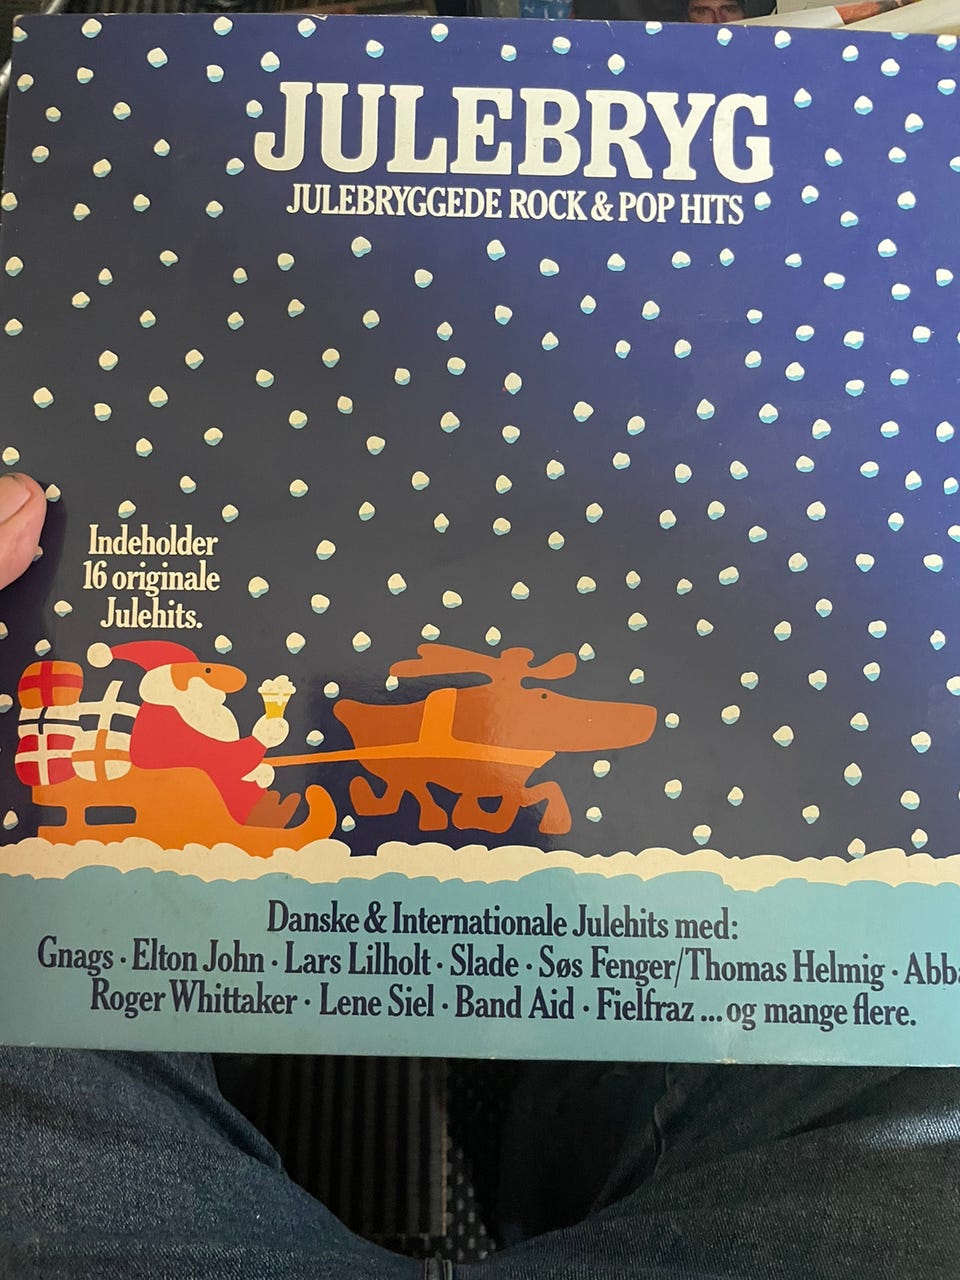 JULEBRYG
JULEBRYGGEDE ROCK & POP HITS
Indeholder
16 originale
Julehits.
Danske & Internationale Julehits med:
Gnags · Elton John · Lars Lilholt · Slade · Søs Fenger/Thomas Helmig · Abb
Roger Whittaker · Lene Siel · Band Aid · Fielfraz ... og mange flere.